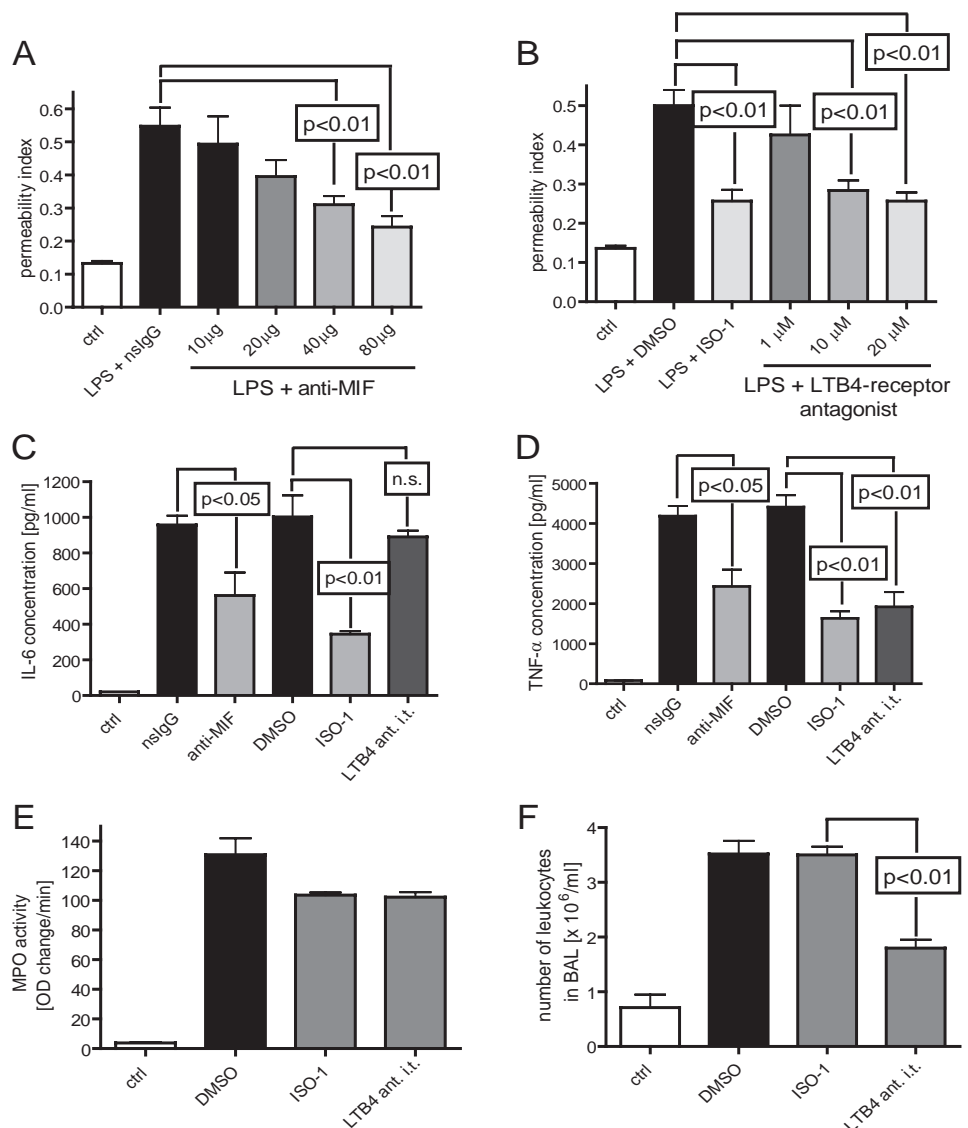 A
permeability index
0.6
0.5
0.4
0.3
0.2
0.1
0.0
p<0.01
p<0.01
ctrl
LPS + nsIgG
10µg
20µg
40µg
80µg
LPS + anti-MIF
B
permeability index
0.5
0.4
0.3
0.2
0.1
0.0
p<0.01
p<0.01
p<0.01
ctrl
LPS + DMSO
LPS + ISO-1
1 µM
10 µM
20 µM
LPS + LTB4-receptor
antagonist
C
IL-6 concentration [pg/ml]
1200
1000
800
600
400
200
0
p<0.05
p<0.01
n.s.
ctrl
nsIgG
anti-MIF
DMSO
ISO-1
LTB4 ant. i.t.
D
TNF-α concentration [pg/ml]
5000
4000
3000
2000
1000
0
p<0.05
p<0.01
p<0.01
ctrl
nsIgG
anti-MIF
DMSO
ISO-1
LTB4 ant. i.t.
E
MPO activity
[OD change/min]
140
120
100
80
60
40
20
0
ctrl
DMSO
ISO-1
LTB4 ant. i.t.
F
number of leukocytes
in BAL [x 10⁶/ml]
4
3
2
1
0
p<0.01
ctrl
DMSO
ISO-1
LTB4 ant. i.t.